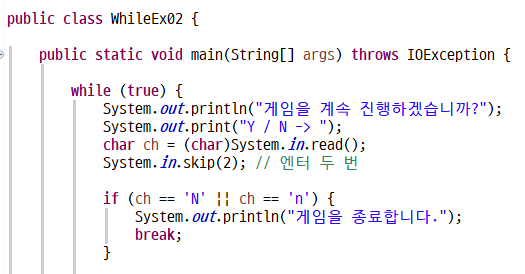 public class WhileEx02 {
public static void main(String[] args) throws IOException {
while (true) {
System.out.println("게임을 계속 진행하겠습니까?");
System.out.print("Y / N -> ");
char ch = (char)System.in.read();
System.in.skip(2); // 엔터 두 번
if (ch == 'N' || ch == 'n') {
System.out.println("게임을 종료합니다.");
break;
}